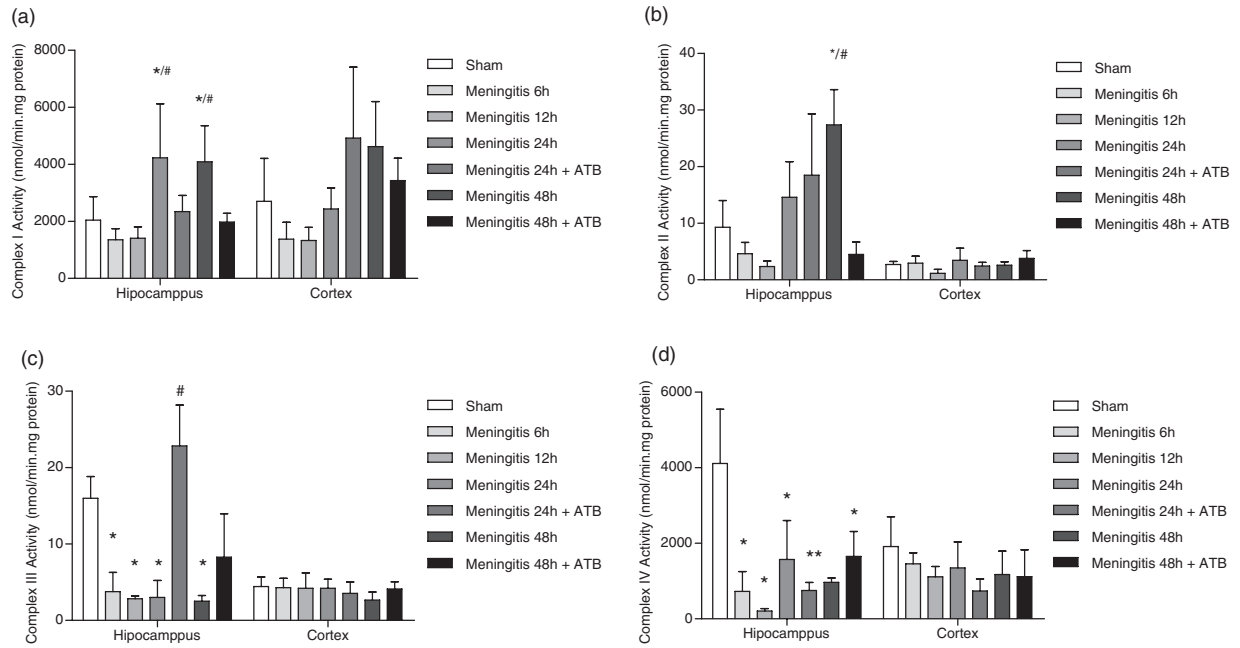 (a)
Complex I Activity (nmol/min.mg protein)
8000
6000
4000
2000
0
*/#
*/#
Hipocamppus
Cortex
Sham
Meningitis 6h
Meningitis 12h
Meningitis 24h
Meningitis 24h + ATB
Meningitis 48h
Meningitis 48h + ATB
(b)
Complex II Activity (nmol/min.mg protein)
40
30
20
10
0
*/#
Hipocamppus
Cortex
Sham
Meningitis 6h
Meningitis 12h
Meningitis 24h
Meningitis 24h + ATB
Meningitis 48h
Meningitis 48h + ATB
(c)
Complex III Activity (nmol/min.mg protein)
30
20
10
0
*
*
*
#
*
Hipocamppus
Cortex
Sham
Meningitis 6h
Meningitis 12h
Meningitis 24h
Meningitis 24h + ATB
Meningitis 48h
Meningitis 48h + ATB
(d)
Complex IV Activity (nmol/min.mg protein)
6000
4000
2000
0
*
*
*
**
*
Hipocamppus
Cortex
Sham
Meningitis 6h
Meningitis 12h
Meningitis 24h
Meningitis 24h + ATB
Meningitis 48h
Meningitis 48h + ATB